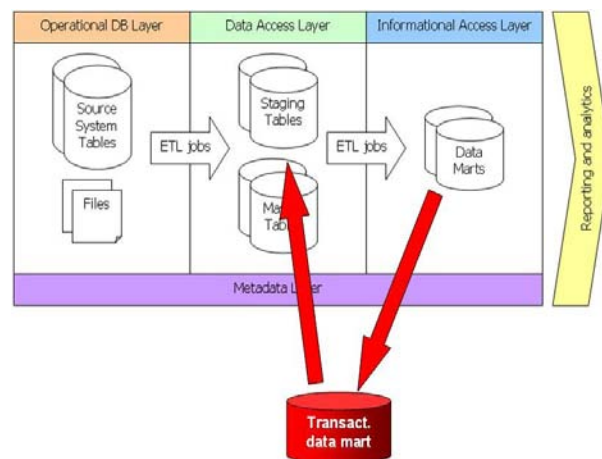 Operational DB Layer
Data Access Layer
Informational Access Layer
Source
System
Tables
Files
ETL jobs
Staging
Tables
ETL jobs
Data
Marts
Reporting and analytics
Metadata
Transact.
data mart